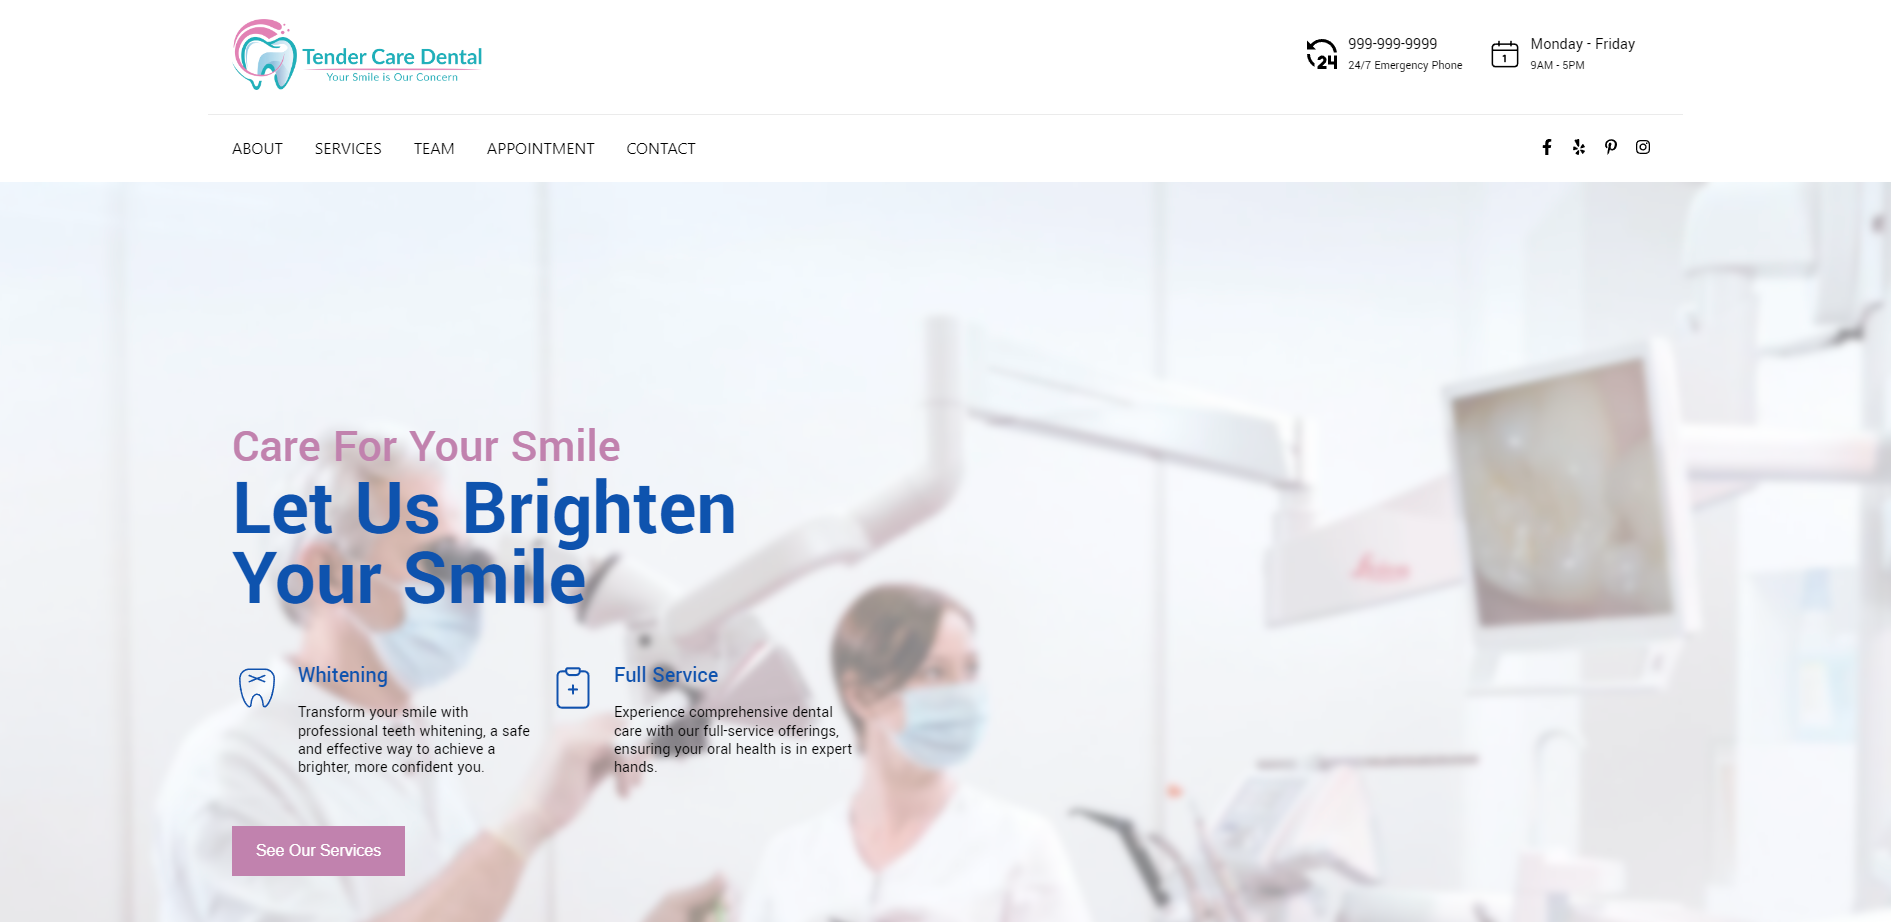 Tender Care Dental
Your Smile is Our Concern
24
999-999-9999
24/7 Emergency Phone
1
Monday - Friday
9AM - 5PM
ABOUT
SERVICES
TEAM
APPOINTMENT
CONTACT
Care For Your Smile
Let Us Brighten
Your Smile
Whitening
Transform your smile with
professional teeth whitening, a safe
and effective way to achieve a
brighter, more confident you.
Full Service
Experience comprehensive dental
care with our full-service offerings,
ensuring your oral health is in expert
hands.
See Our Services